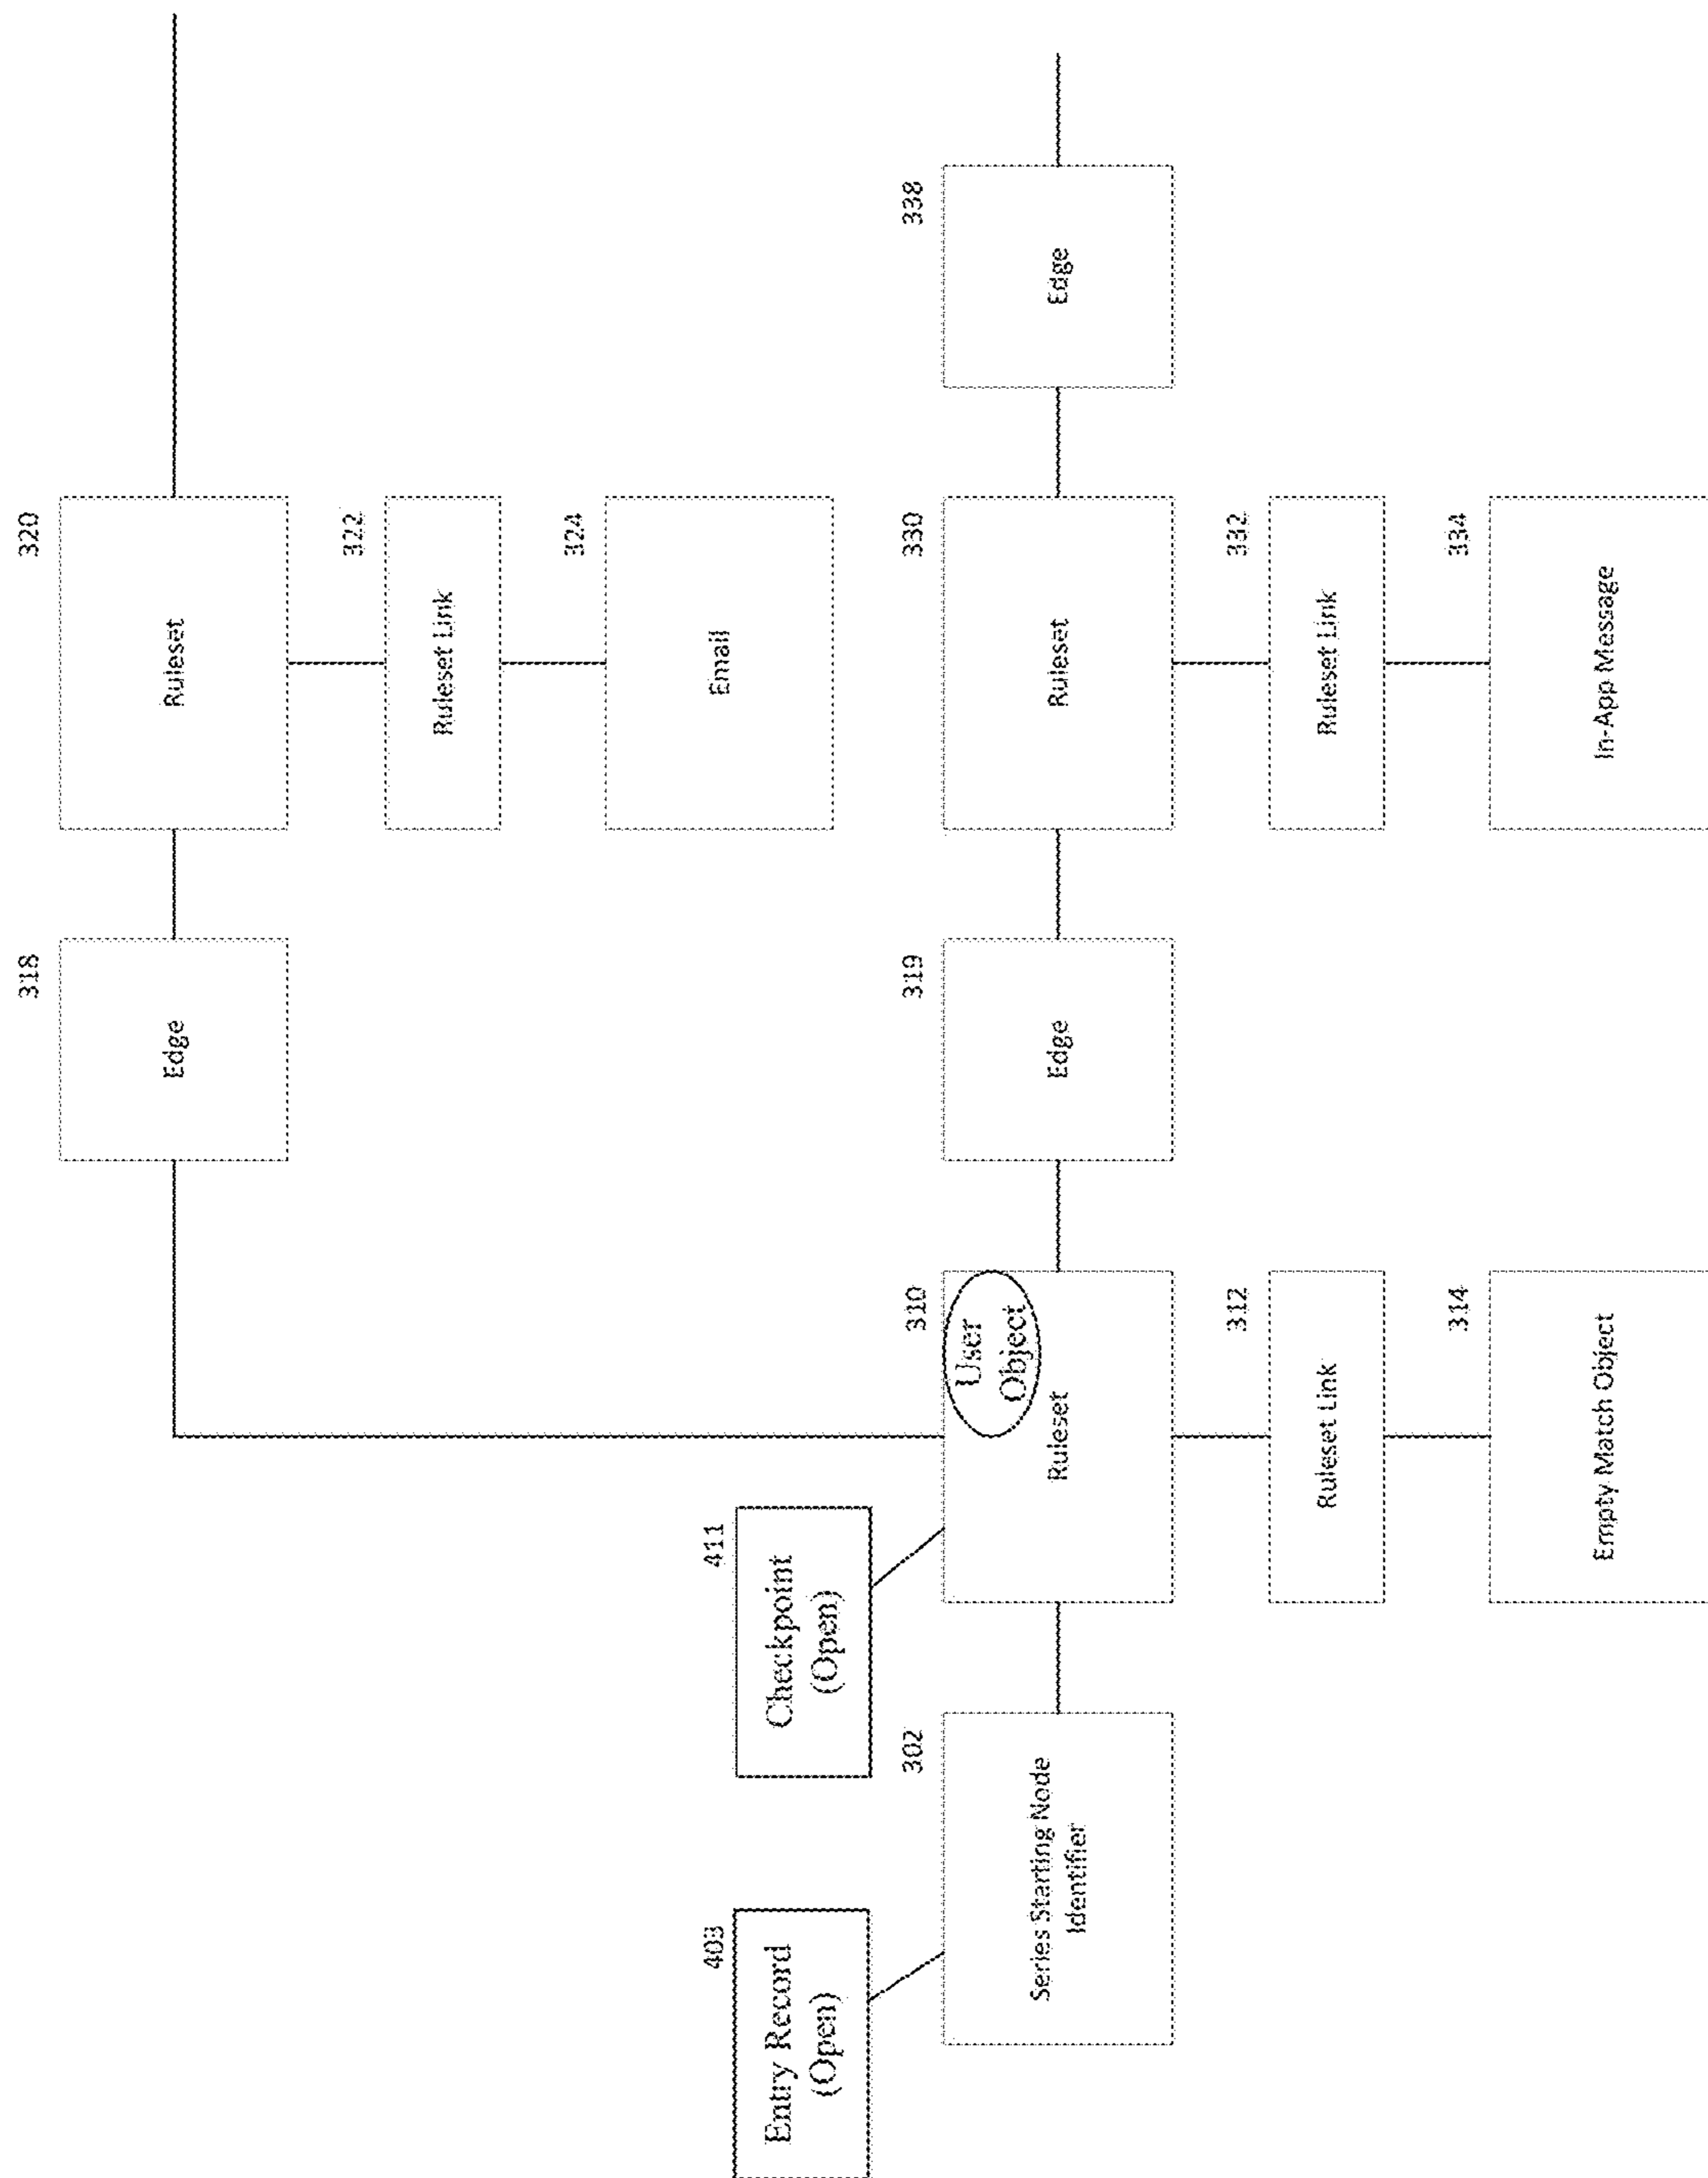 318
Edge
320
Ruleset
322
Ruleset Link
324
Email
403
Entry Record
(Open)
411
Checkpoint
(Open)
302
Series Starting Node
Identifier
310
User
Object
Ruleset
319
Edge
330
Ruleset
338
Edge
312
Ruleset Link
332
Ruleset Link
314
Empty Match Object
334
In-App Message